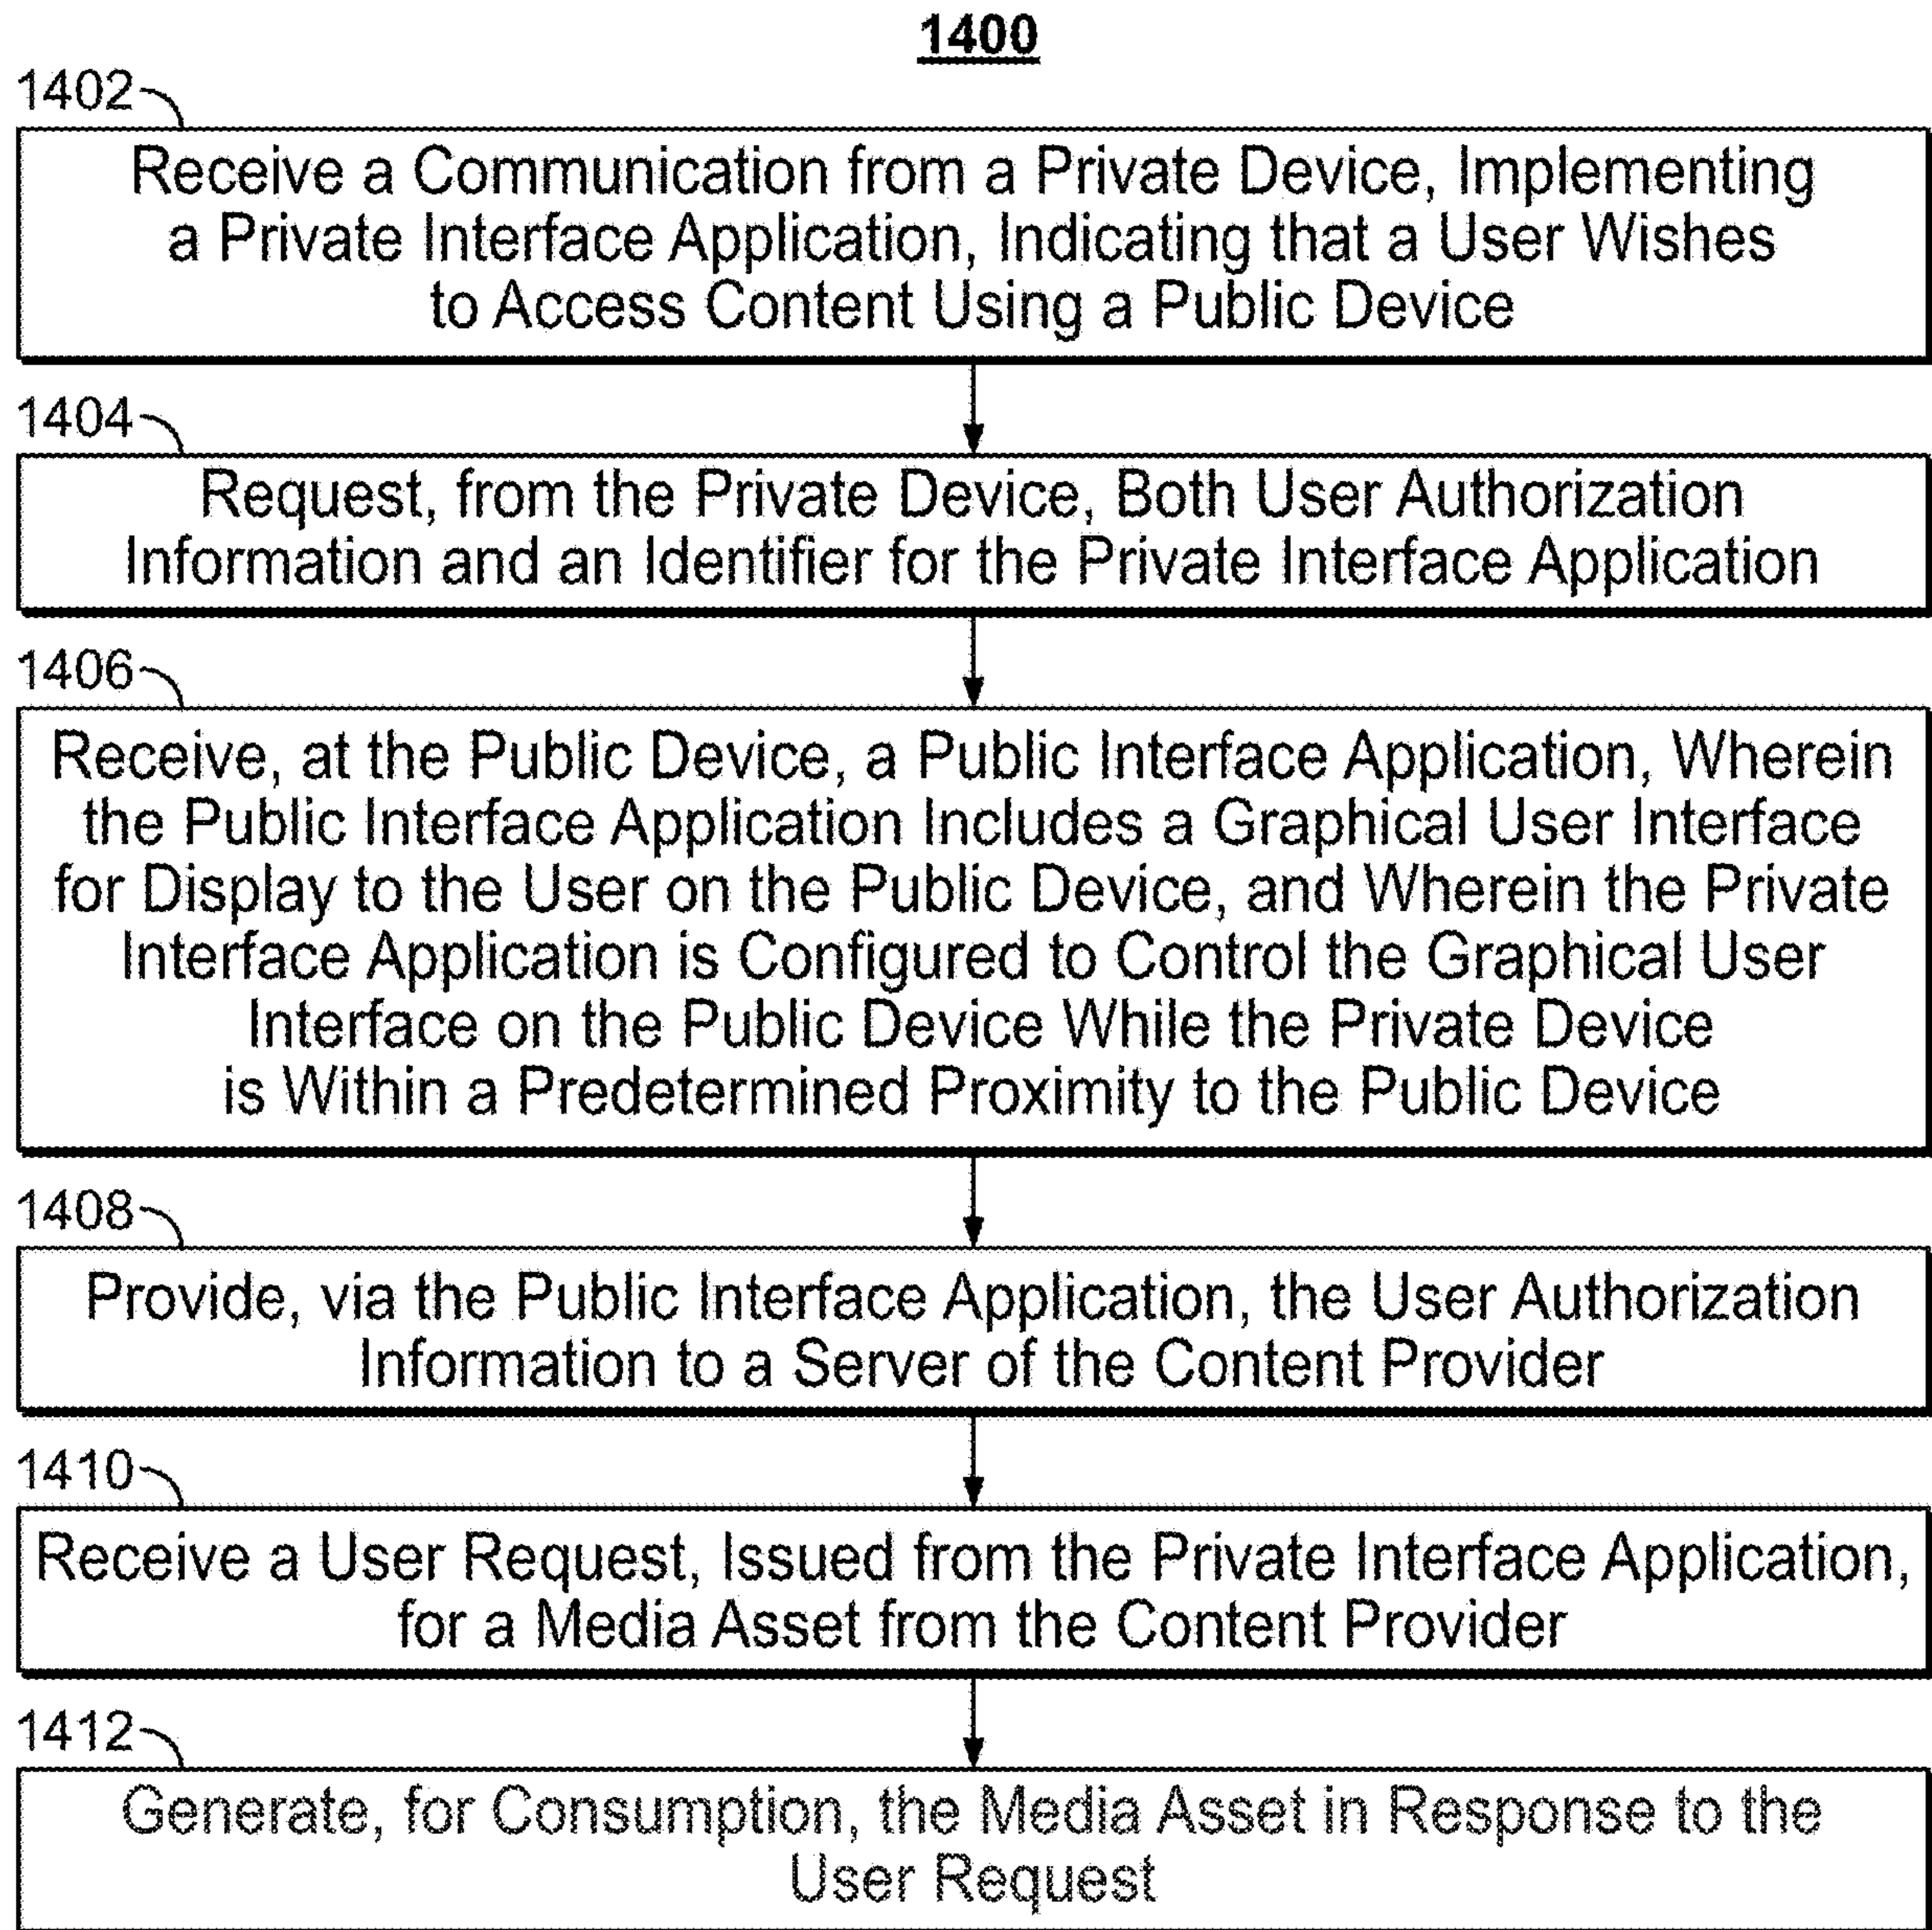 1400
1402
Receive a Communication from a Private Device, Implementing
a Private Interface Application, Indicating that a User Wishes
to Access Content Using a Public Device
1404
Request, from the Private Device, Both User Authorization
Information and an Identifier for the Private Interface Application
1406
Receive, at the Public Device, a Public Interface Application, Wherein
the Public Interface Application Includes a Graphical User Interface
for Display to the User on the Public Device, and Wherein the Private
Interface Application is Configured to Control the Graphical User
Interface on the Public Device While the Private Device
is Within a Predetermined Proximity to the Public Device
1408
Provide, via the Public Interface Application, the User Authorization
Information to a Server of the Content Provider
1410
Receive a User Request, Issued from the Private Interface Application,
for a Media Asset from the Content Provider
1412
Generate, for Consumption, the Media Asset in Response to the
User Request